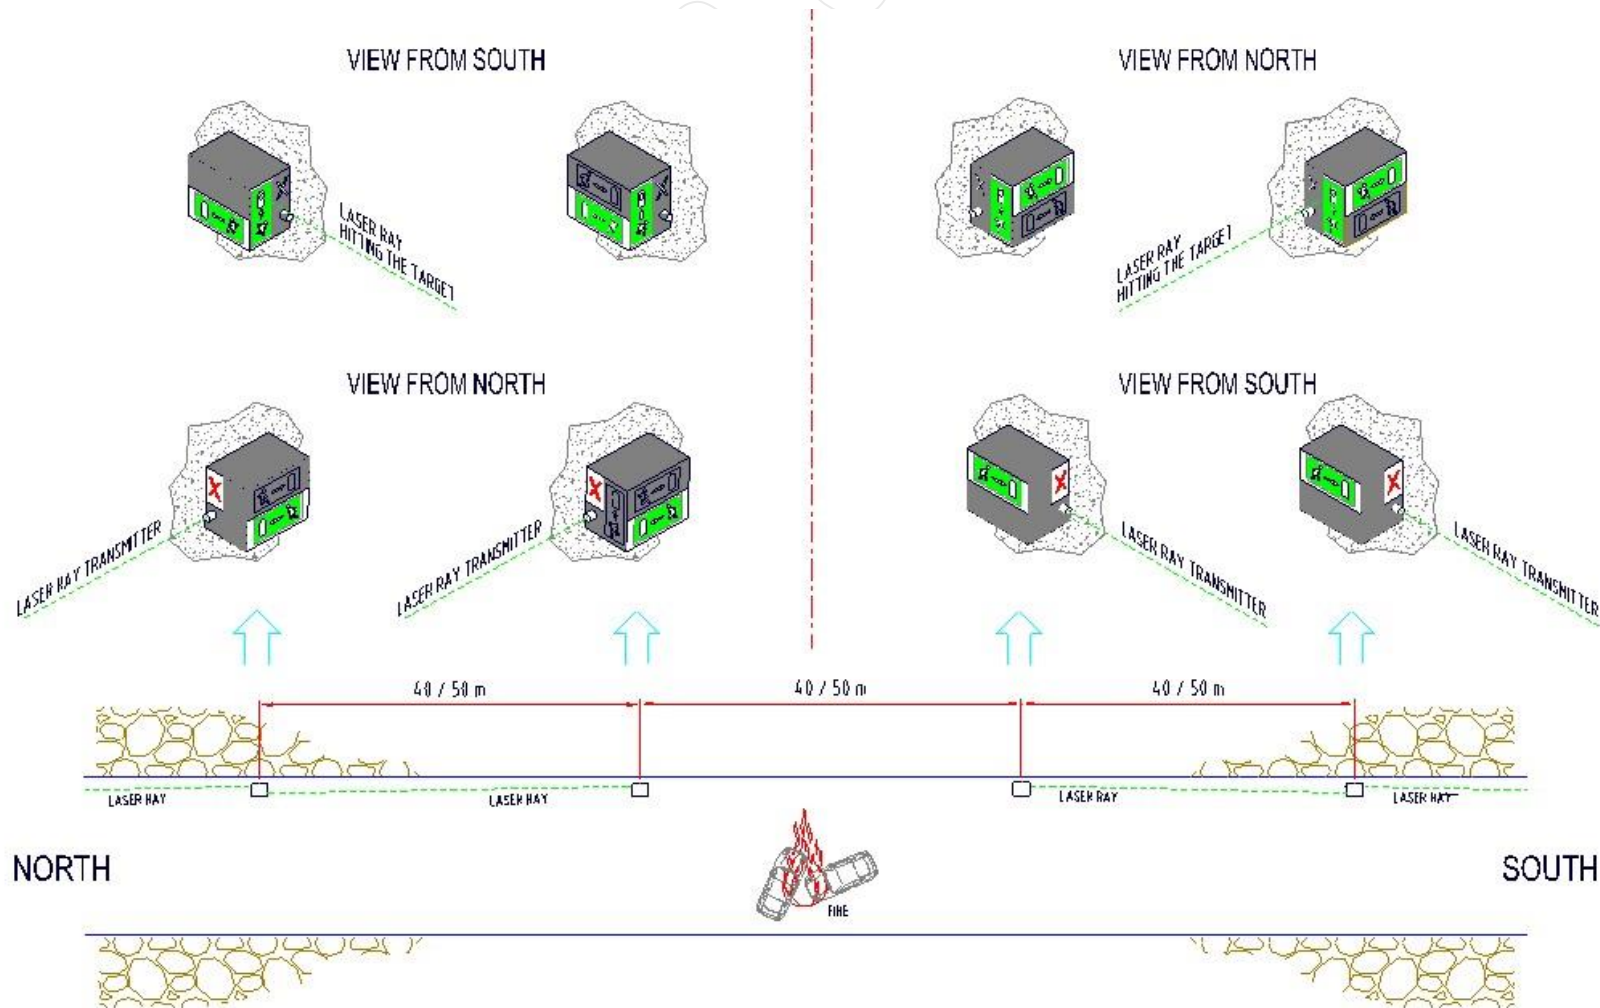 VIEW FROM SOUTH
VIEW FROM NORTH
LASER RAY
HITTING THE TARGET
LASER RAY
HITTING THE TARGET
VIEW FROM NORTH
VIEW FROM SOUTH
LASER RAY TRANSMITTER
LASER RAY TRANSMITTER
LASER RAY TRANSMITTER
LASER RAY TRANSMITTER
40 / 50 m
40 / 50 m
40 / 50 m
LASER RAY
LASER RAY
LASER RAY
LASER RAY
NORTH
SOUTH
FIRE